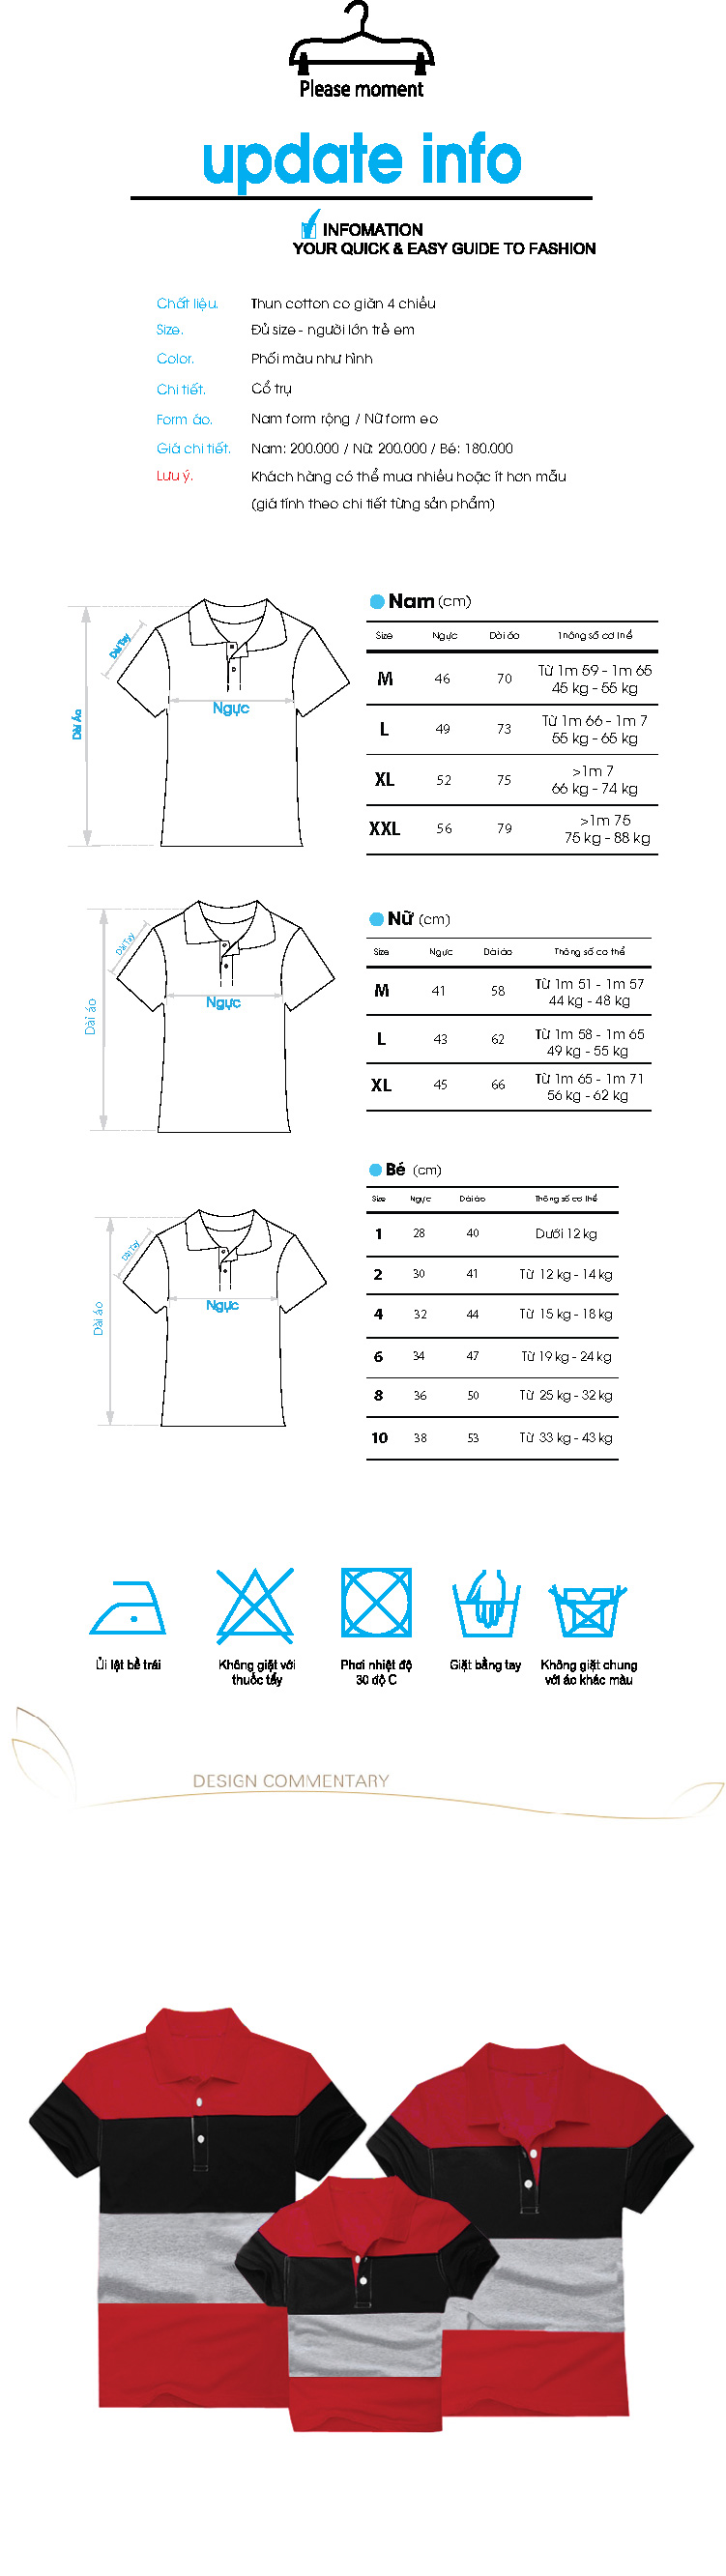 Please moment
update info
INFOMATION
YOUR QUICK & EASY GUIDE TO FASHION
Chất liệu. Thun cotton co giãn 4 chiều
Size. Đủ size - người lớn trẻ em
Color. Phối màu như hình
Chi tiết. Cổ trụ
Form áo. Nam form rộng / Nữ form eo
Giá chi tiết. Nam: 200.000 / Nữ: 200.000 / Bé: 180.000
Lưu ý. Khách hàng có thể mua nhiều hoặc ít hơn mẫu
(giá tính theo chi tiết từng sản phẩm)
Dài áo
Dài Tay
Ngực
Nam (cm)
Size Ngực Dài áo Thông số cơ thể
M 46 70 Từ 1m 59 - 1m 65
45 kg - 55 kg
L 49 73 Từ 1m 66 - 1m 7
55 kg - 65 kg
XL 52 75 >1m 7
66 kg - 74 kg
XXL 56 79 >1m 75
75 kg - 88 kg
Dài áo
Dài Tay
Ngực
Nữ (cm)
Size Ngực Dài áo Thông số cơ thể
M 41 58 Từ 1m 51 - 1m 57
44 kg - 48 kg
L 43 62 Từ 1m 58 - 1m 65
49 kg - 55 kg
XL 45 66 Từ 1m 65 - 1m 71
56 kg - 62 kg
Dài áo
Dài Tay
Ngực
Bé (cm)
Size Ngực Dài áo Thông số cơ thể
1 28 40 Dưới 12 kg
2 30 41 Từ 12 kg - 14 kg
4 32 44 Từ 15 kg - 18 kg
6 34 47 Từ 19 kg - 24 kg
8 36 50 Từ 25 kg - 32 kg
10 38 53 Từ 33 kg - 43 kg
Ủi lật bề trái
Không giặt với
thuốc tẩy
Phơi nhiệt độ
30 độ C
Giặt bằng tay
Không giặt chung
với áo khác màu
DESIGN COMMENTARY